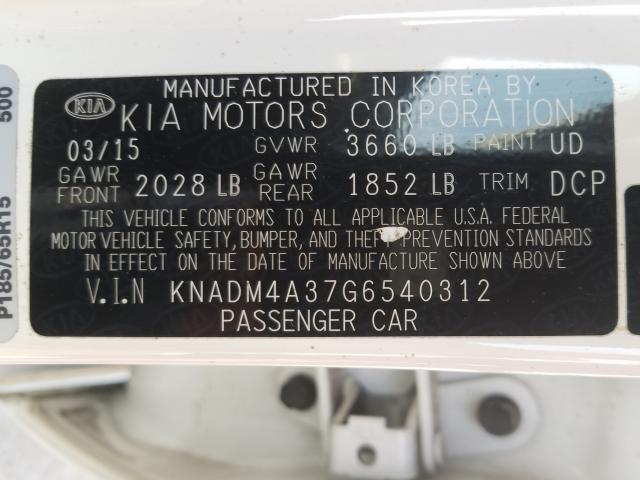 MANUFACTURED IN KOREA BY
KIA KIA MOTORS CORPORATION
03/15 GVWR 3660 LB PAINT UD
GAWR FRONT 2028 LB GAWR REAR 1852 LB TRIM DCP
THIS VEHICLE CONFORMS TO ALL APPLICABLE U.S.A. FEDERAL
MOTOR VEHICLE SAFETY, BUMPER, AND THEFT PREVENTION STANDARDS
IN EFFECT ON THE DATE OF MANUFACTURE SHOWN ABOVE
V.I.N KNADM4A37G6540312
PASSENGER CAR
P185/65R15
500